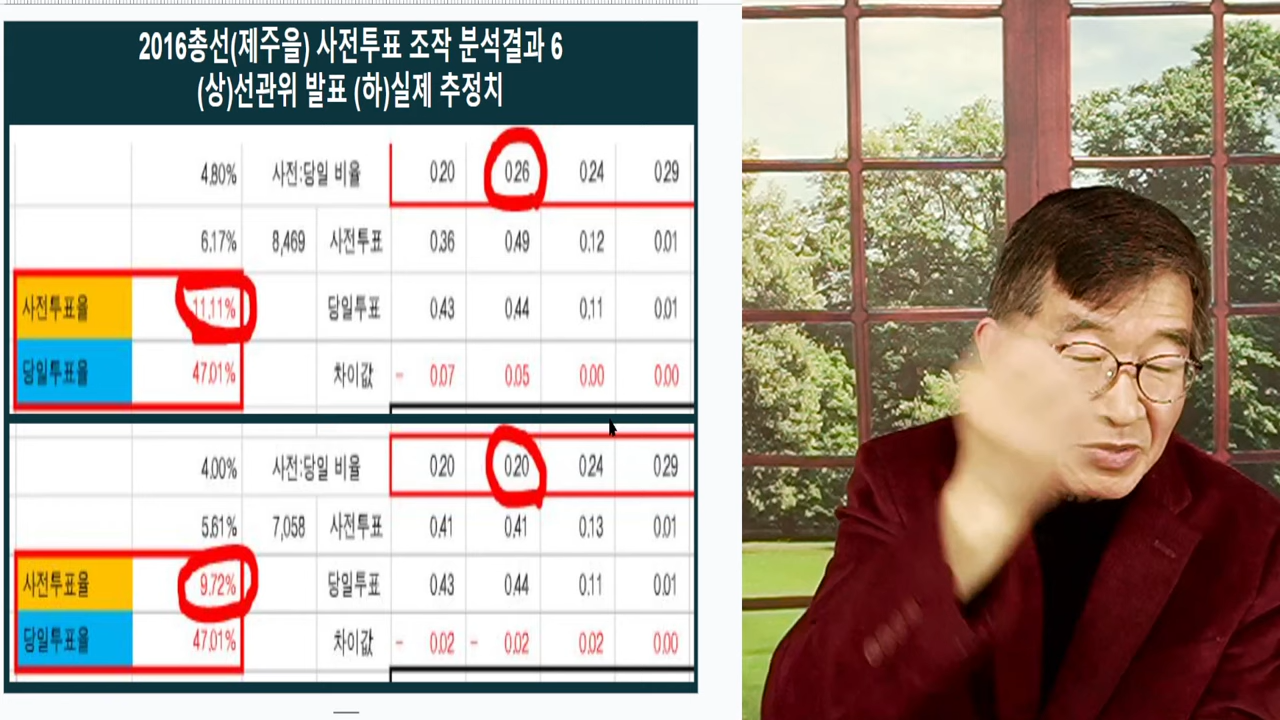 2016총선(제주을) 사전투표 조작 분석결과 6
(상)선관위 발표 (하)실제 추정치
4.80% 사전:당일 비율 0.20 0.26 0.24 0.29
6.17% 8,469 사전투표 0.36 0.49 0.12 0.01
사전투표율 11.11% 당일투표 0.43 0.44 0.11 0.01
당일투표율 47.01% 차이값 - 0.07 0.05 0.00 0.00
4.00% 사전:당일 비율 0.20 0.20 0.24 0.29
5.61% 7,058 사전투표 0.41 0.41 0.13 0.01
사전투표율 9.72% 당일투표 0.43 0.44 0.11 0.01
당일투표율 47.01% 차이값 - 0.02 - 0.02 0.02 0.00